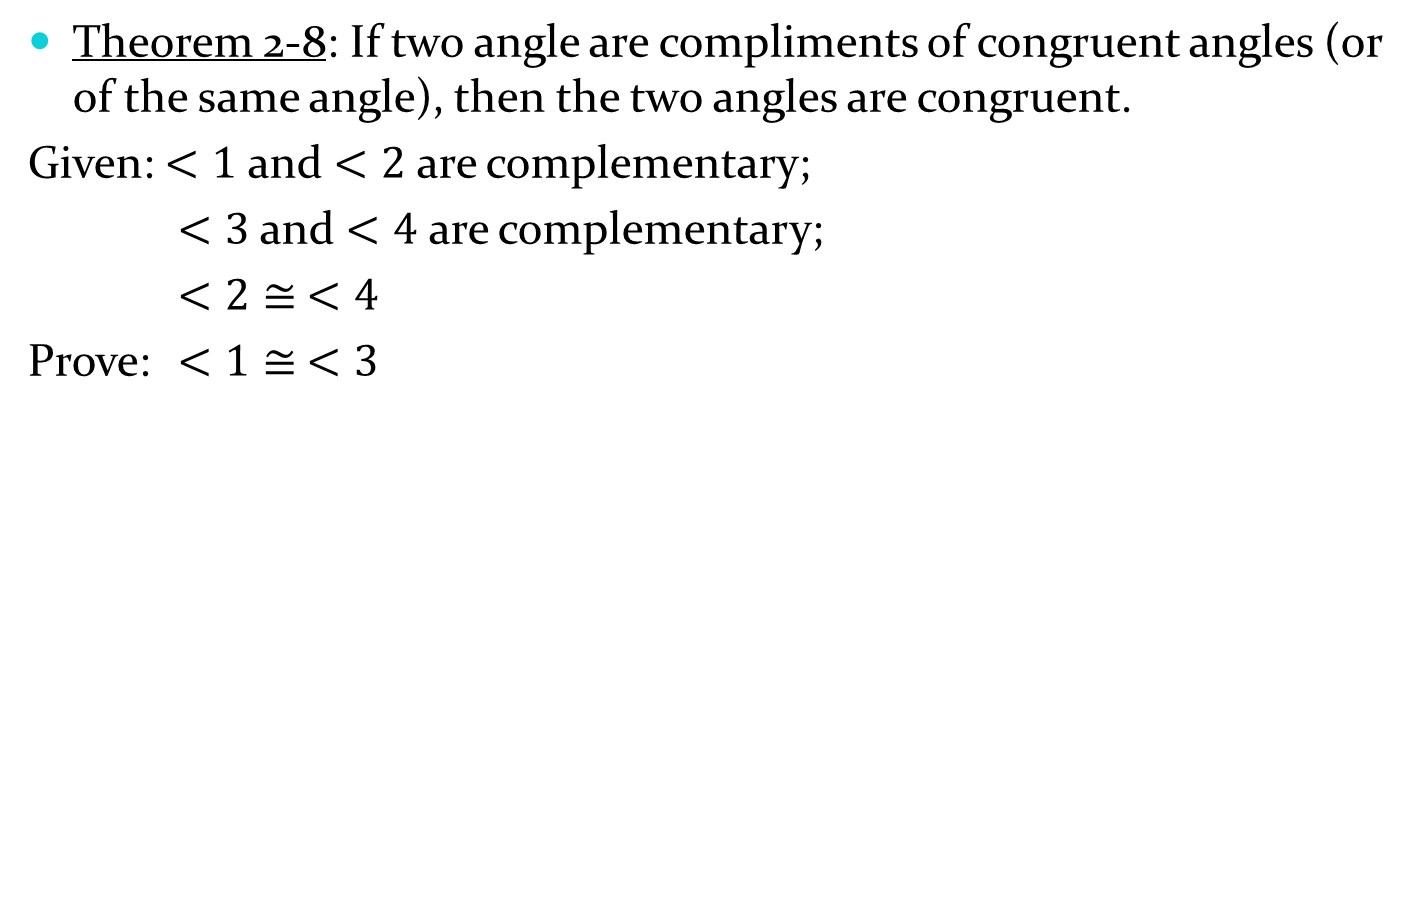 • Theorem 2-8: If two angle are compliments of congruent angles (or
of the same angle), then the two angles are congruent.
Given: < 1 and < 2 are complementary;
< 3 and < 4 are complementary;
< 2 ≅ < 4
Prove: < 1 ≅ < 3